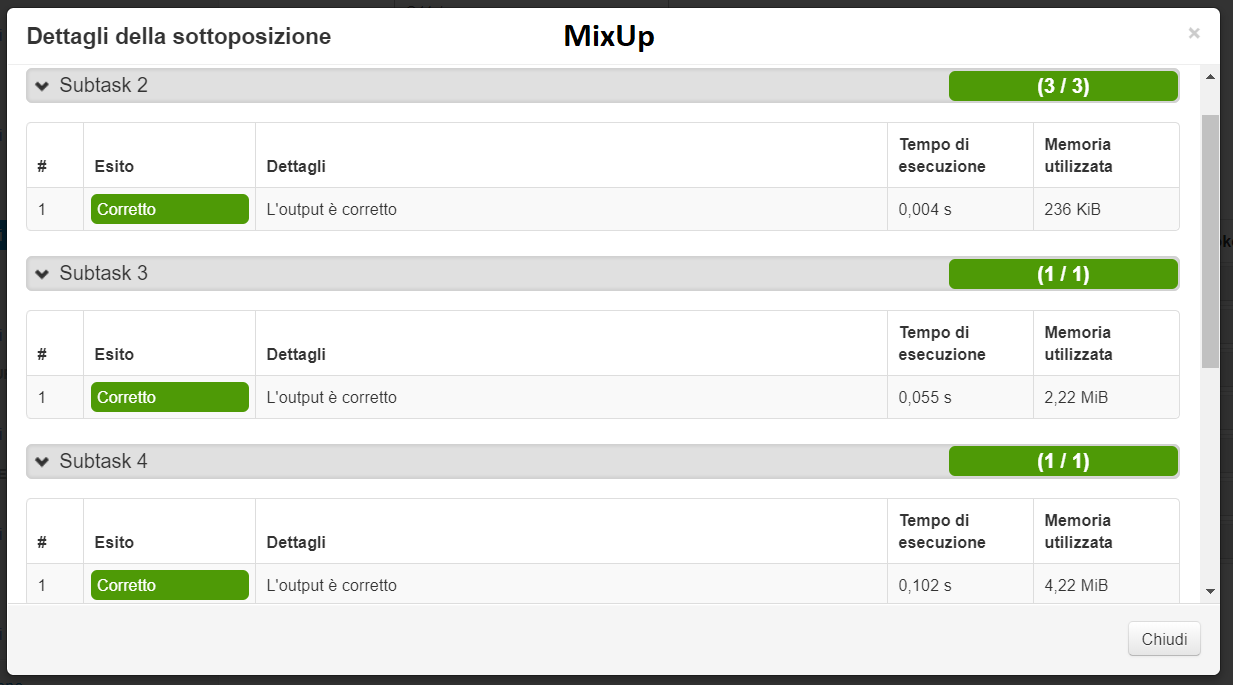 Dettagli della sottoposizione MixUp ×
Subtask 2 (3 / 3)
# Esito Dettagli Tempo di esecuzione Memoria utilizzata
1 Corretto L'output è corretto 0,004 s 236 KiB
Subtask 3 (1 / 1)
# Esito Dettagli Tempo di esecuzione Memoria utilizzata
1 Corretto L'output è corretto 0,055 s 2,22 MiB
Subtask 4 (1 / 1)
# Esito Dettagli Tempo di esecuzione Memoria utilizzata
1 Corretto L'output è corretto 0,102 s 4,22 MiB
Chiudi